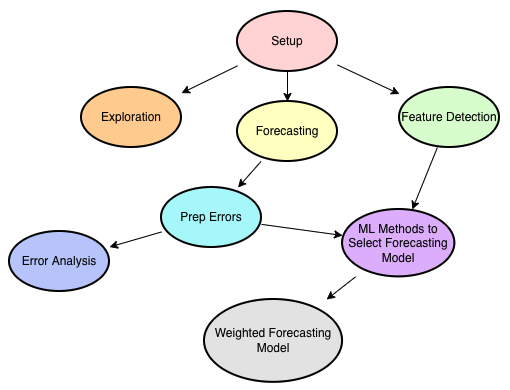 Setup
Exploration
Forecasting
Feature Detection
Prep Errors
ML Methods to
Select Forecasting
Model
Error Analysis
Weighted Forecasting
Model